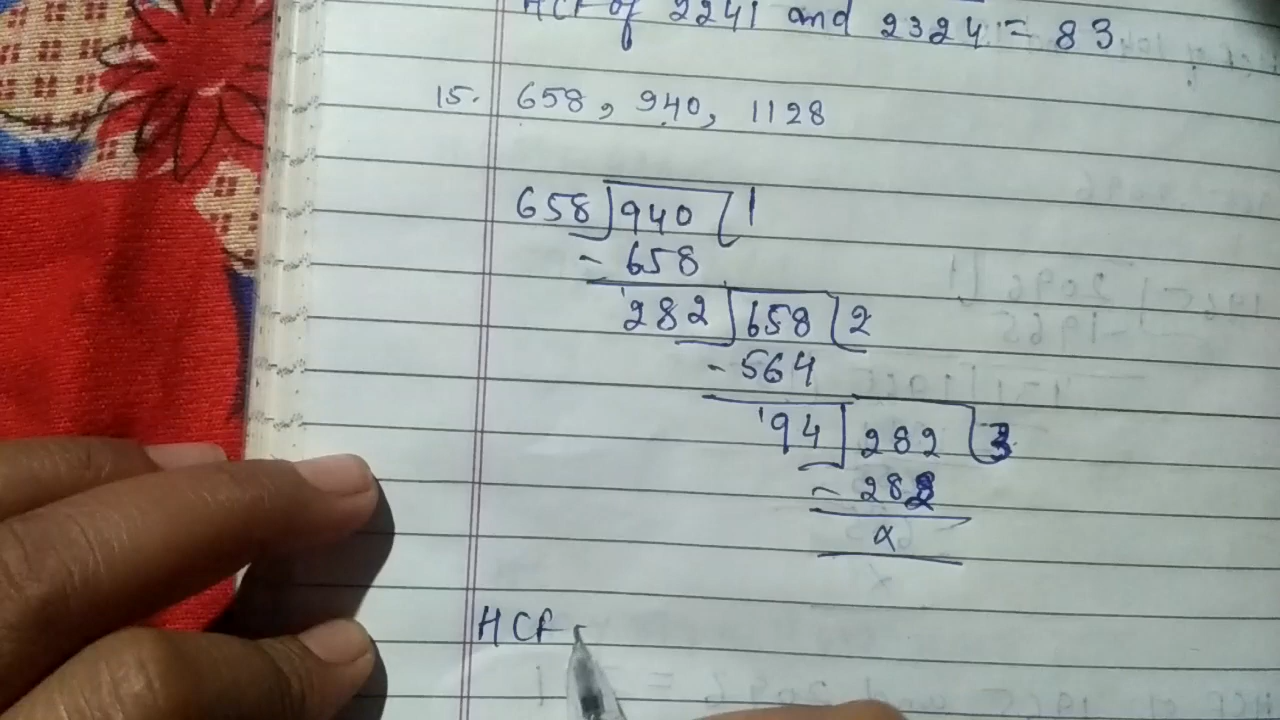 HCF of 2241 and 2324 = 83
15. 658, 940, 1128
658 ) 940 ( 1
- 658
282 ) 658 ( 2
- 564
94 ) 282 ( 3
- 282
x
HCF